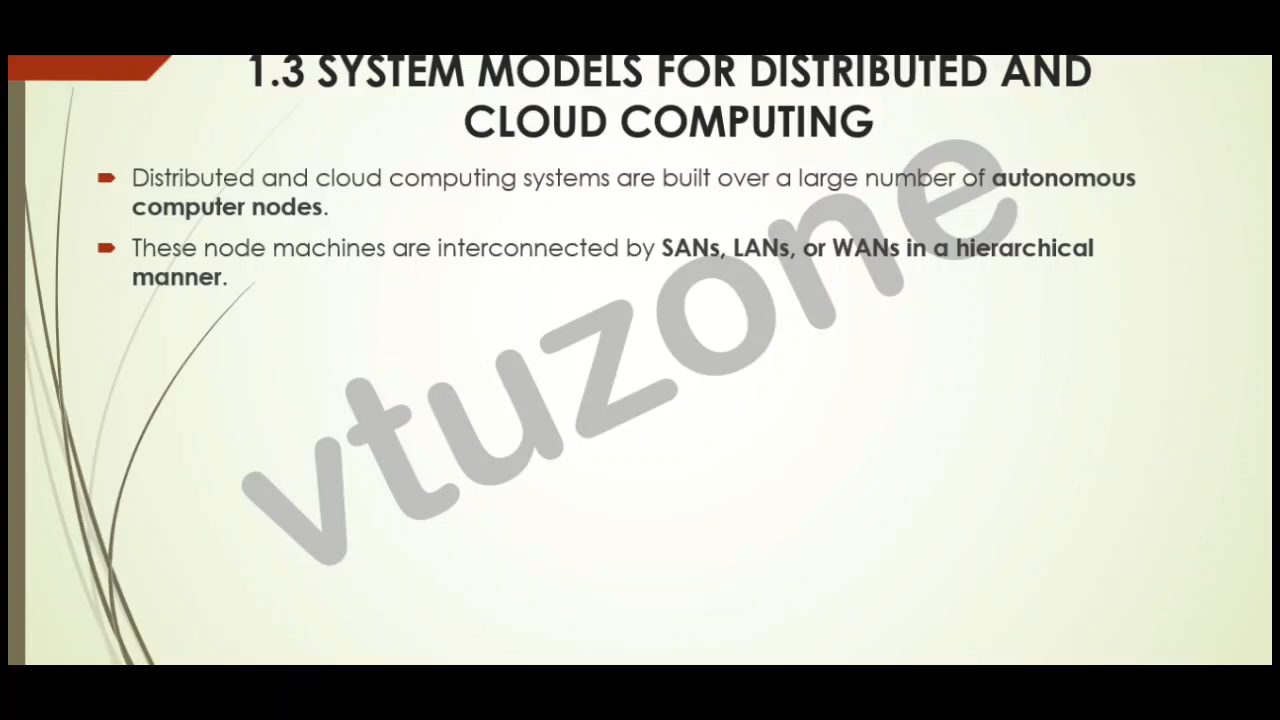 1.3 SYSTEM MODELS FOR DISTRIBUTED AND
CLOUD COMPUTING
Distributed and cloud computing systems are built over a large number of autonomous
computer nodes.
These node machines are interconnected by SANs, LANs, or WANs in a hierarchical
manner.
vtuzone